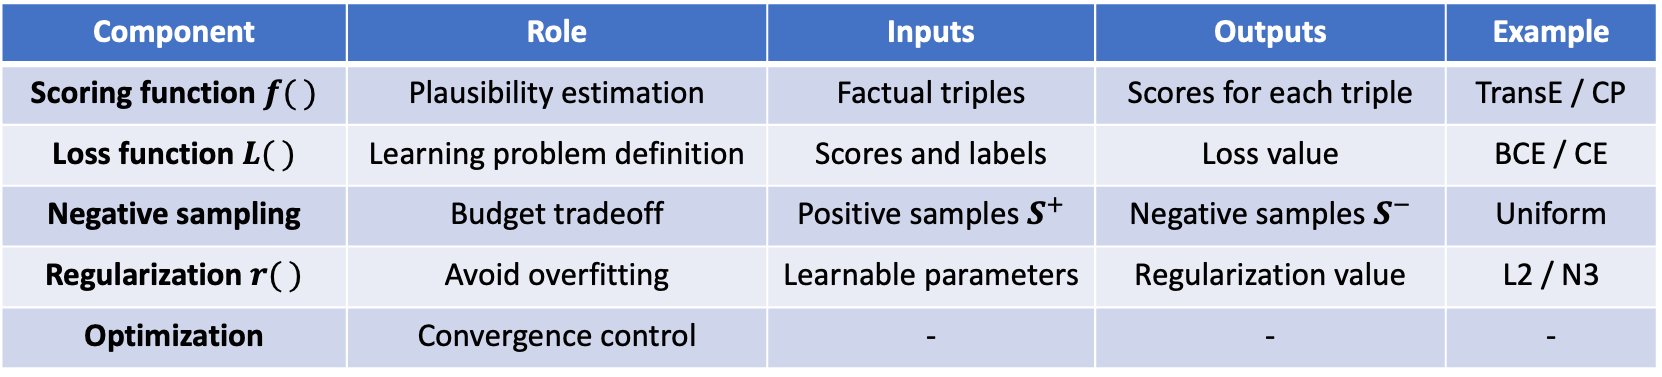 Component Role Inputs Outputs Example
Scoring function f() Plausibility estimation Factual triples Scores for each triple TransE / CP
Loss function L() Learning problem definition Scores and labels Loss value BCE / CE
Negative sampling Budget tradeoff Positive samples S⁺ Negative samples S⁻ Uniform
Regularization r() Avoid overfitting Learnable parameters Regularization value L2 / N3
Optimization Convergence control - - -